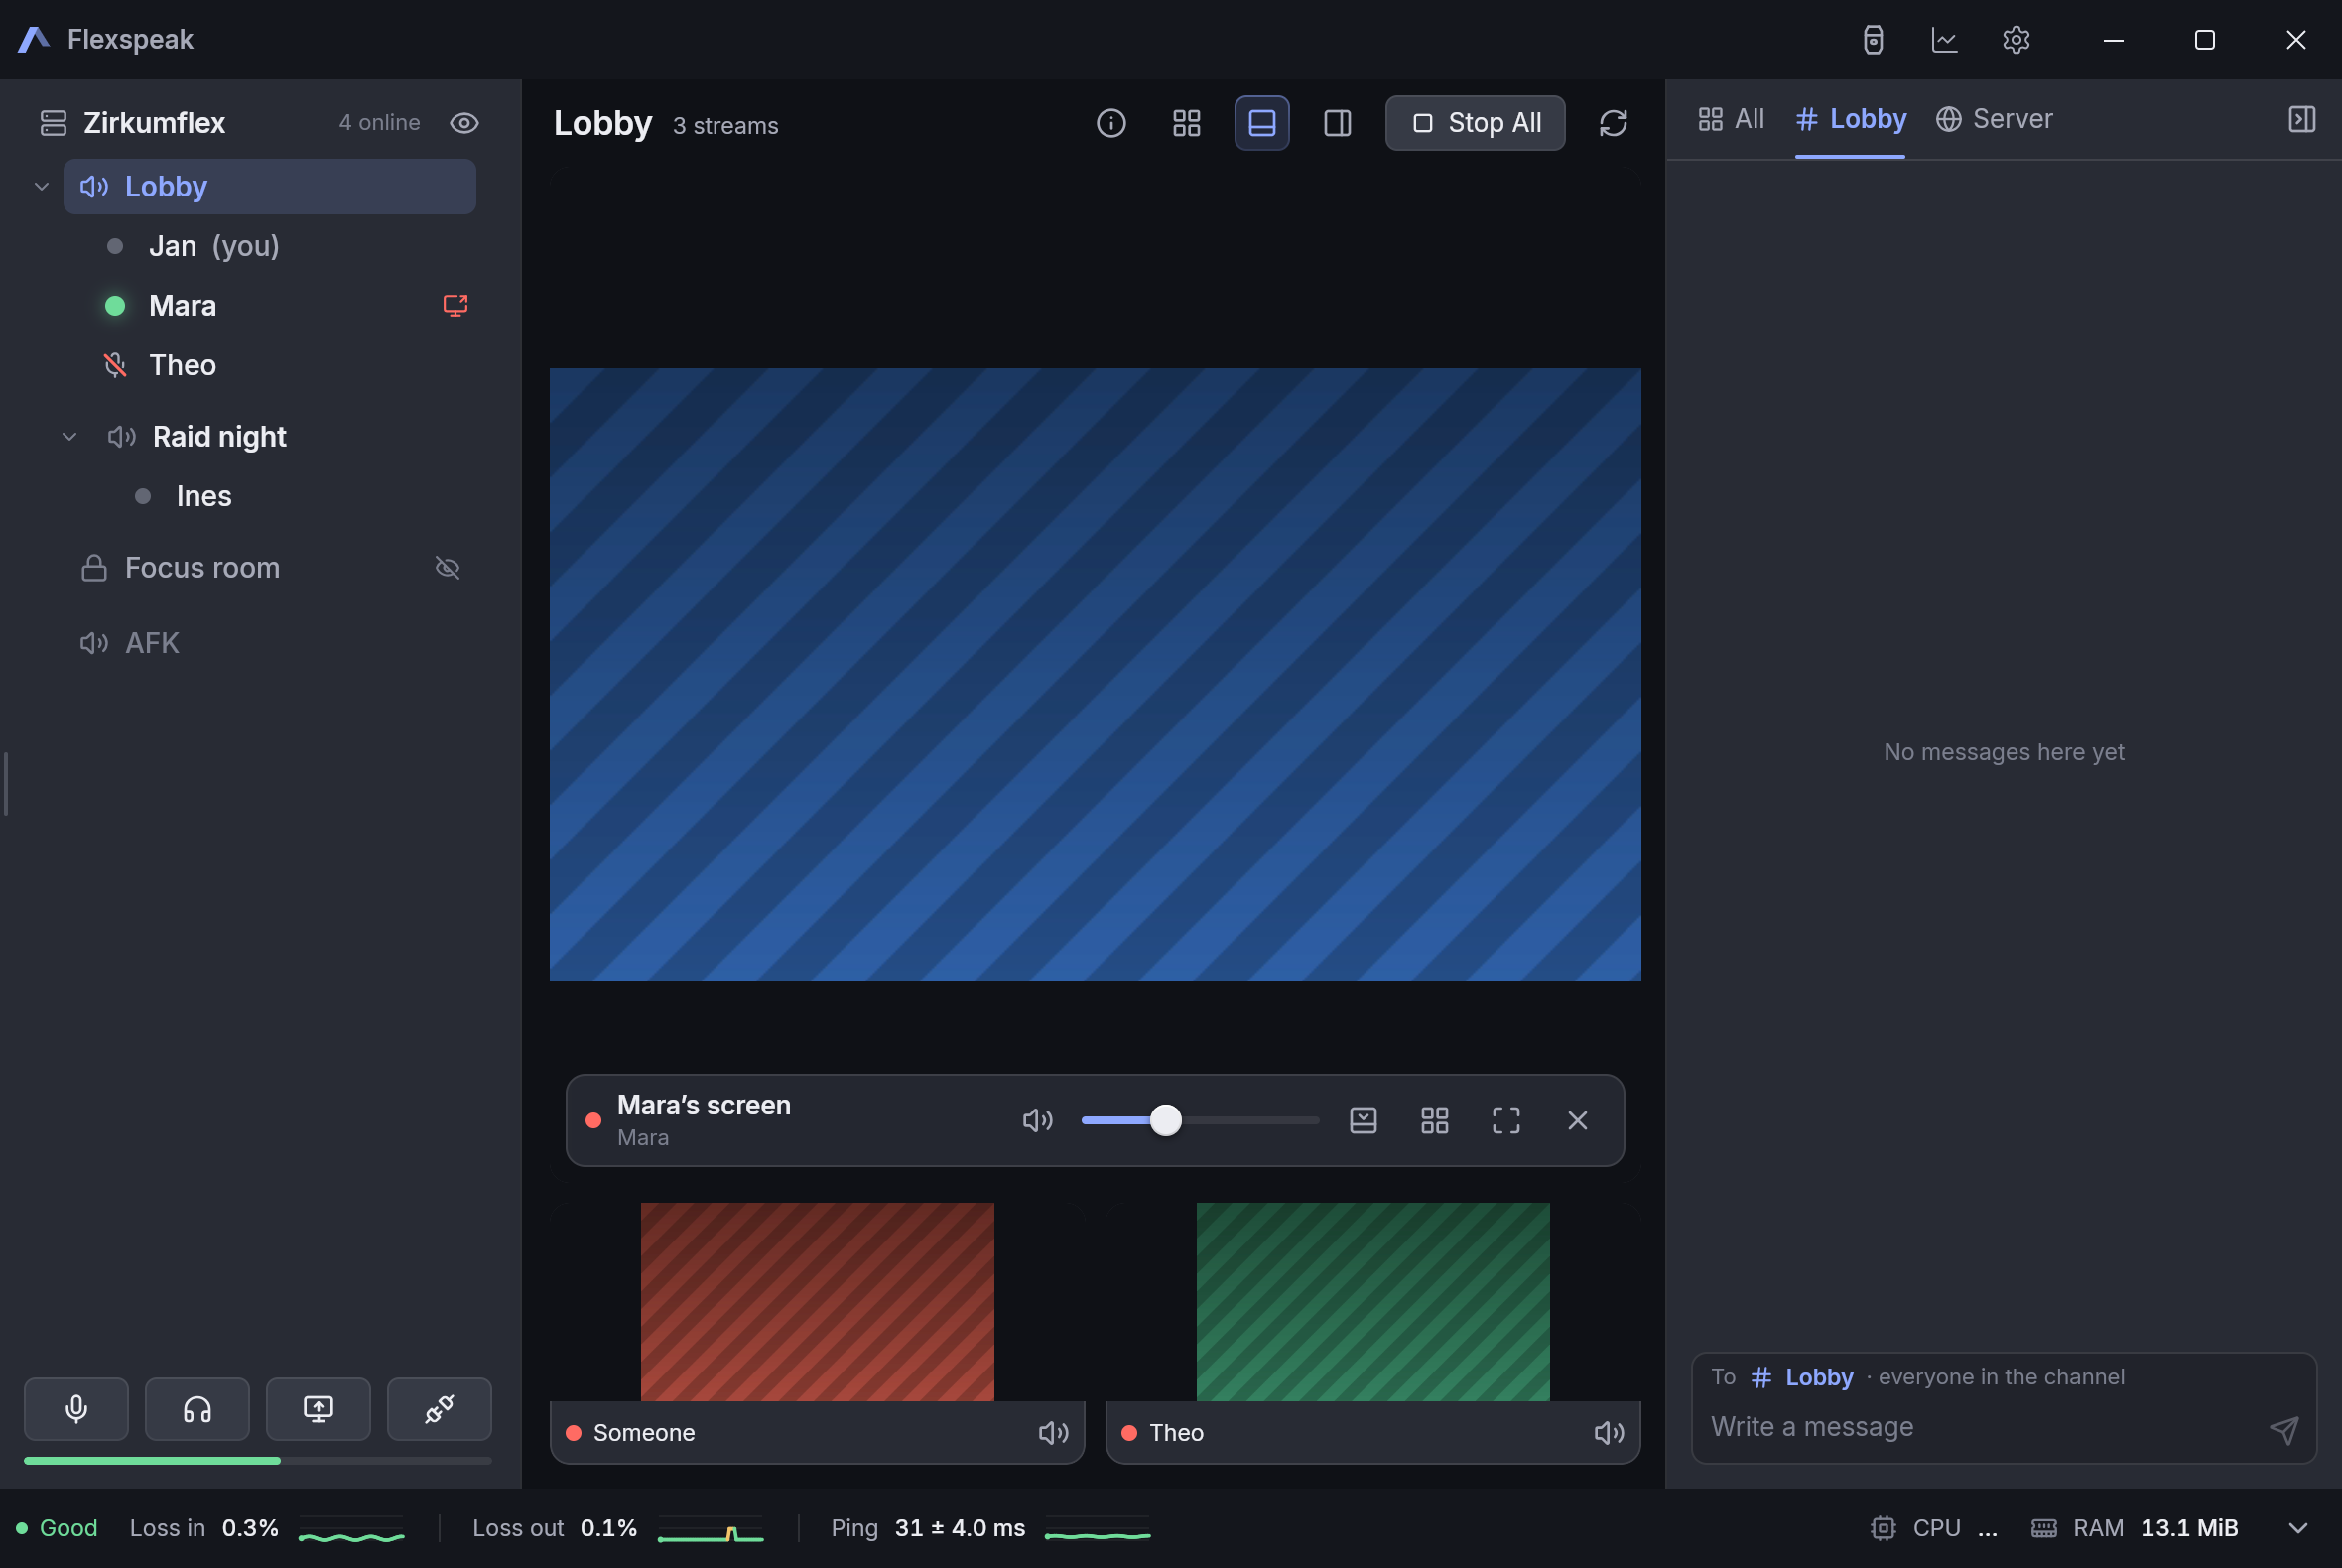 Flexspeak
Zirkumflex 4 online
Lobby
Jan (you)
Mara
Theo
Raid night
Ines
Focus room
AFK
Lobby 3 streams
Stop All
Mara’s screen
Mara
Someone
Theo
All Lobby Server
No messages here yet
To # Lobby · everyone in the channel
Write a message
Good Loss in 0.3% Loss out 0.1% Ping 31 ± 4.0 ms CPU ... RAM 13.1 MiB